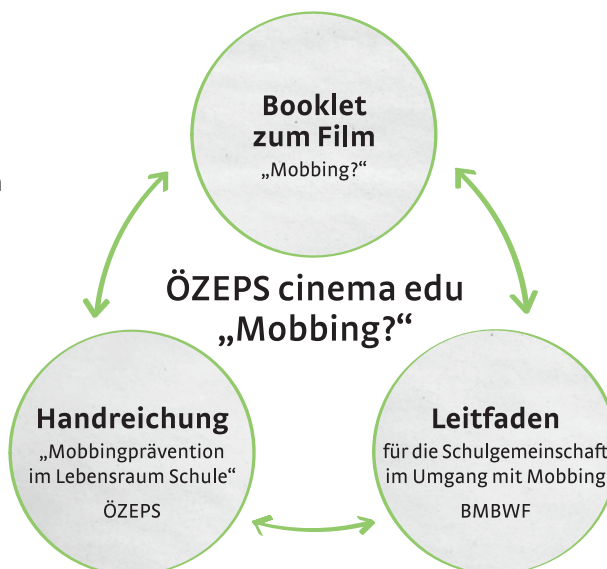 Booklet
zum Film
„Mobbing?“
ÖZEPS cinema edu
„Mobbing?“
Handreichung
„Mobbingprävention
im Lebensraum Schule“
ÖZEPS
Leitfaden
für die Schulgemeinschaft
im Umgang mit Mobbing
BMBWF